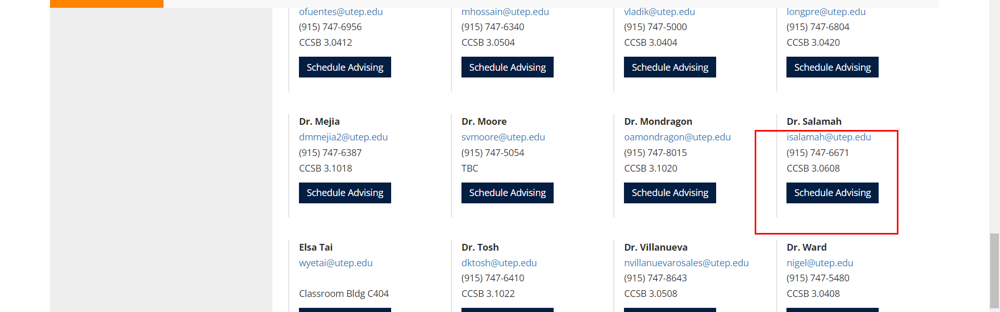 ofuentes@utep.edu
(915) 747-6956
CCSB 3.0412
Schedule Advising
mhossain@utep.edu
(915) 747-6340
CCSB 3.0504
Schedule Advising
vladik@utep.edu
(915) 747-5000
CCSB 3.0404
Schedule Advising
longpre@utep.edu
(915) 747-6804
CCSB 3.0420
Schedule Advising
Dr. Mejia
dmmejia2@utep.edu
(915) 747-6387
CCSB 3.1018
Schedule Advising
Dr. Moore
svmoore@utep.edu
(915) 747-5054
TBC
Schedule Advising
Dr. Mondragon
oamondragon@utep.edu
(915) 747-8015
CCSB 3.1020
Schedule Advising
Dr. Salamah
isalamah@utep.edu
(915) 747-6671
CCSB 3.0608
Schedule Advising
Elsa Tai
wyetai@utep.edu
Classroom Bldg C404
Dr. Tosh
dktosh@utep.edu
(915) 747-6410
CCSB 3.1022
Dr. Villanueva
nvillanuevarosales@utep.edu
(915) 747-8643
CCSB 3.0508
Dr. Ward
nigel@utep.edu
(915) 747-5480
CCSB 3.0408